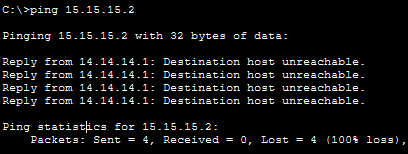 C:\>ping 15.15.15.2
Pinging 15.15.15.2 with 32 bytes of data:
Reply from 14.14.14.1: Destination host unreachable.
Reply from 14.14.14.1: Destination host unreachable.
Reply from 14.14.14.1: Destination host unreachable.
Reply from 14.14.14.1: Destination host unreachable.
Ping statistics for 15.15.15.2:
Packets: Sent = 4, Received = 0, Lost = 4 (100% loss),